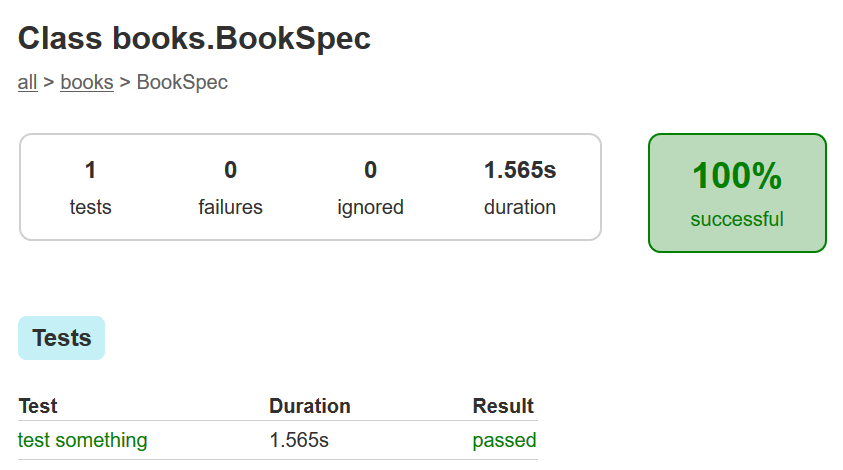 Class books.BookSpec
all > books > BookSpec
1 0 0 1.565s
tests failures ignored duration
100%
successful
Tests
Test Duration Result
test something 1.565s passed